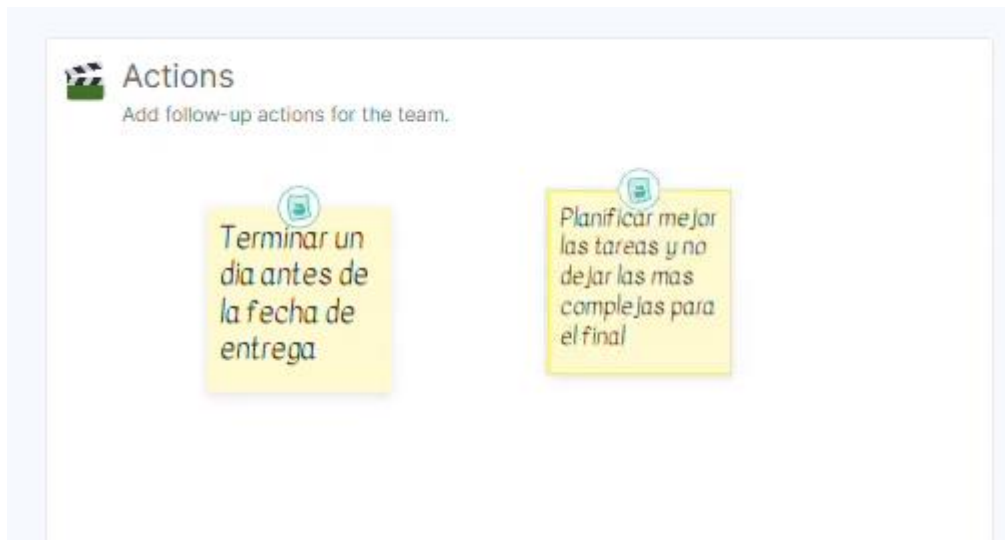 Actions
Add follow-up actions for the team.
Terminar un
dia antes de
la fecha de
entrega
Planificar mejor
las tareas y no
dejar las mas
complejas para
el final